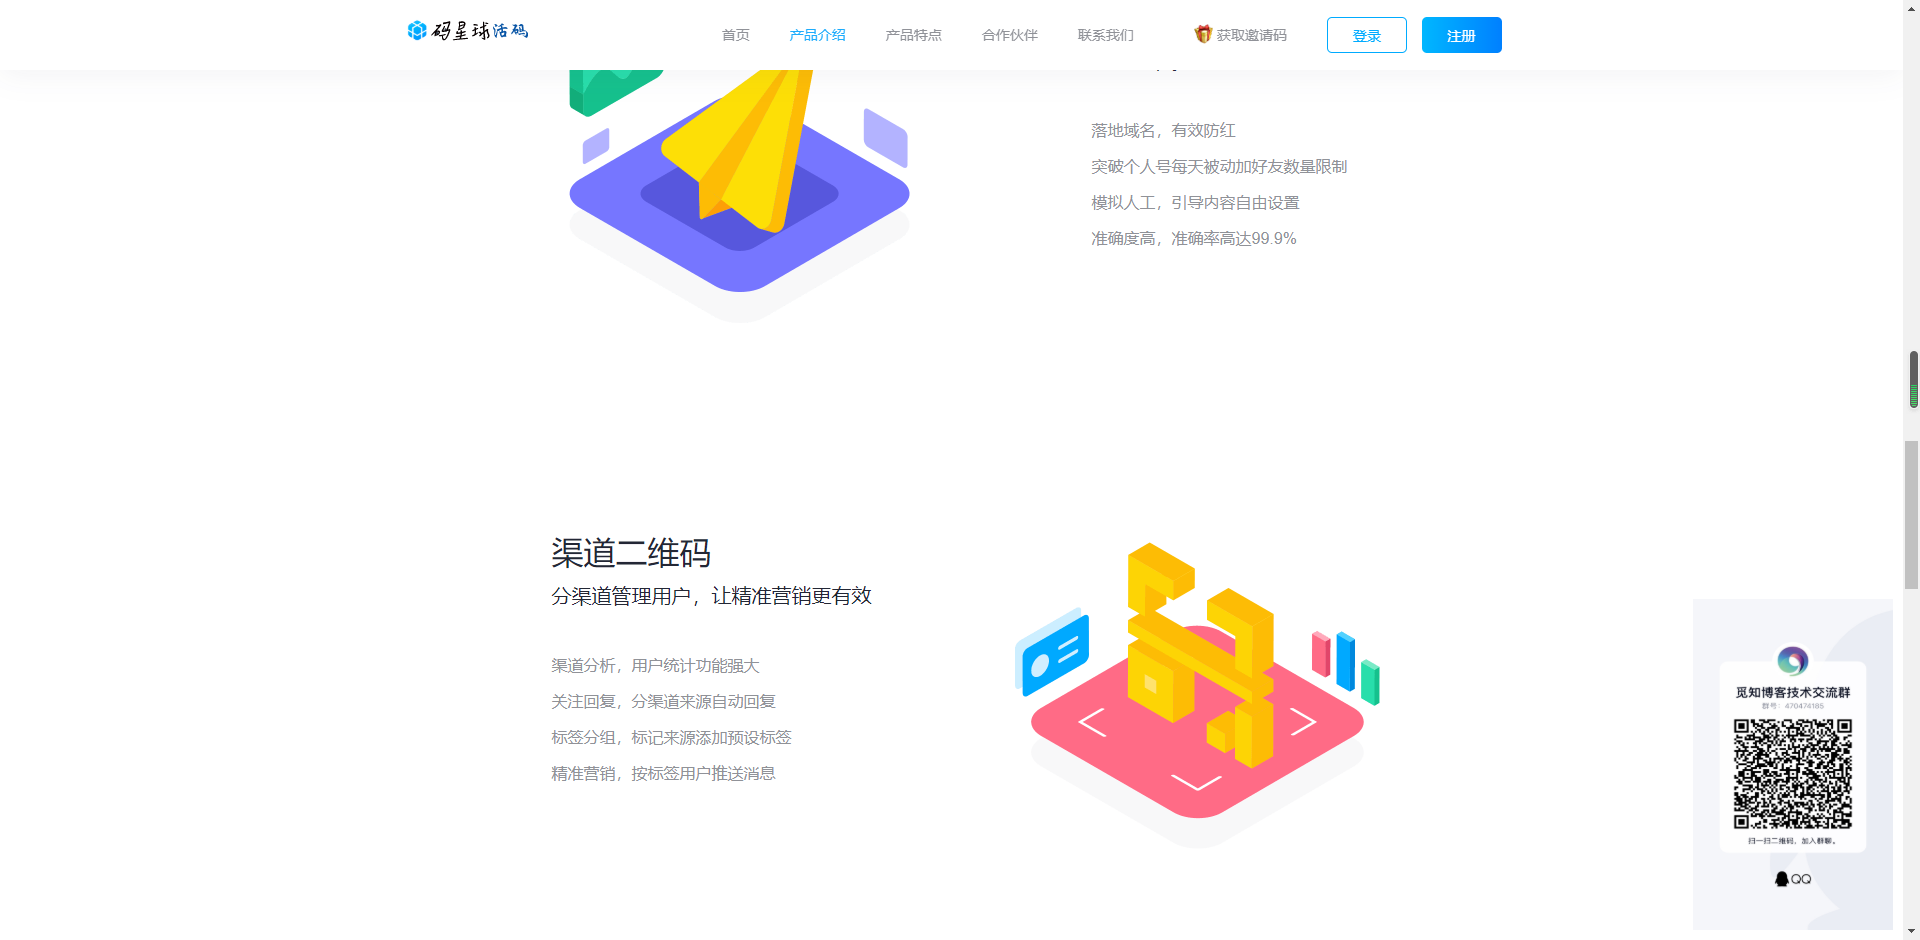 码星球活码
首页 产品介绍 产品特点 合作伙伴 联系我们 获取邀请码 登录 注册
落地域名，有效防红
突破个人号每天被动加好友数量限制
模拟人工，引导内容自由设置
准确度高，准确率高达99.9%
渠道二维码
分渠道管理用户，让精准营销更有效
渠道分析，用户统计功能强大
关注回复，分渠道来源自动回复
标签分组，标记来源添加预设标签
精准营销，按标签用户推送消息
觅知博客技术交流群
群号：470474185
扫一扫二维码，加入群聊。
QQ